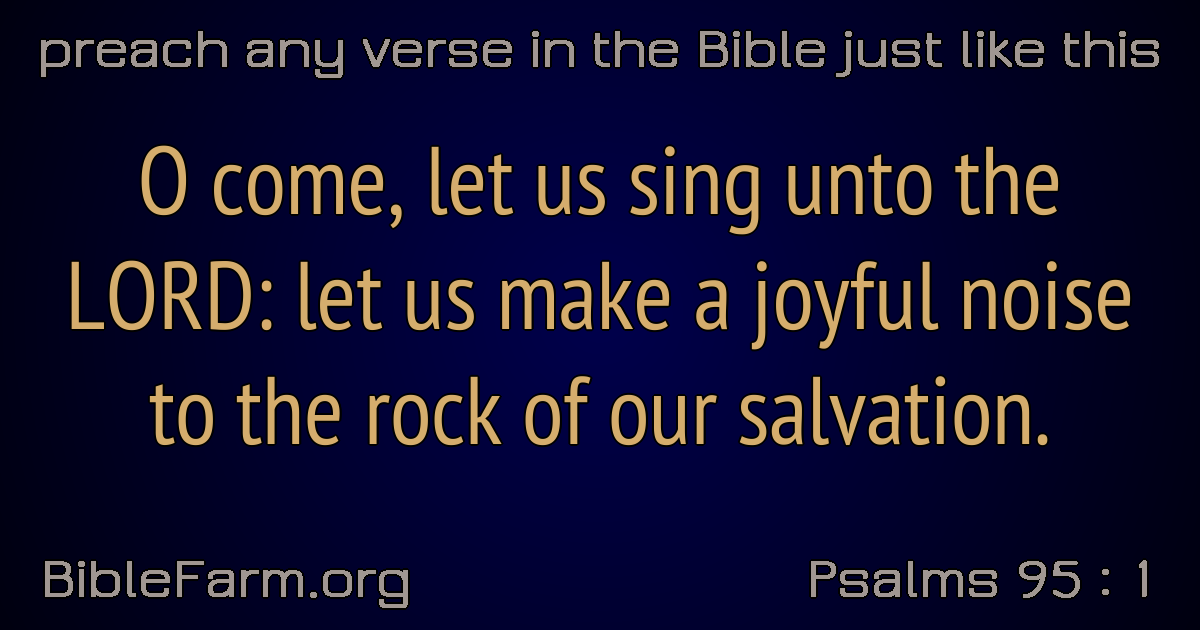 preach any verse in the Bible just like this
O come, let us sing unto the
LORD: let us make a joyful noise
to the rock of our salvation.
BibleFarm.org
Psalms 95 : 1